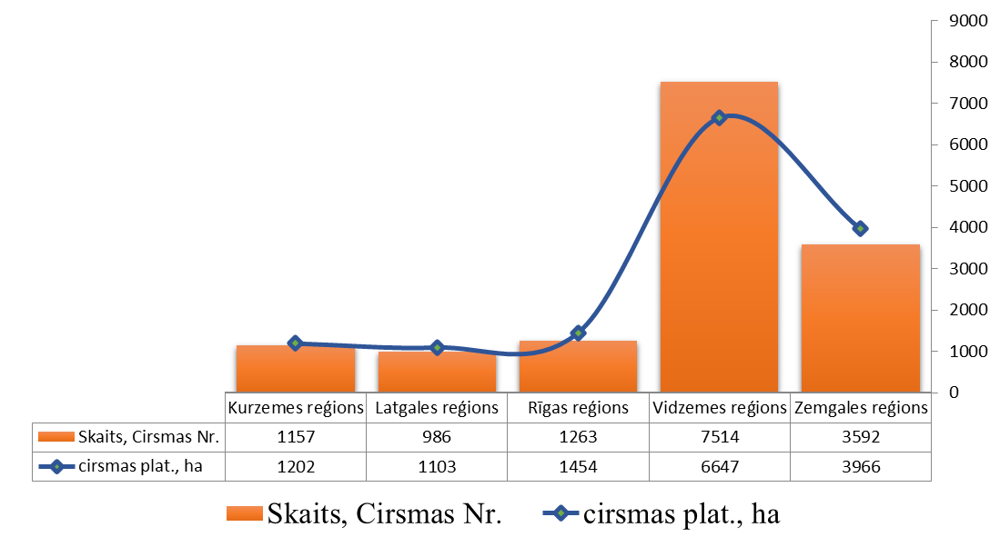 9000
8000
7000
6000
5000
4000
3000
2000
1000
0
Kurzemes reģions Latgales reģions Rīgas reģions Vidzemes reģions Zemgales reģions
Skaits, Cirsmas Nr. 1157 986 1263 7514 3592
cirsmas plat., ha 1202 1103 1454 6647 3966
Skaits, Cirsmas Nr. cirsmas plat., ha